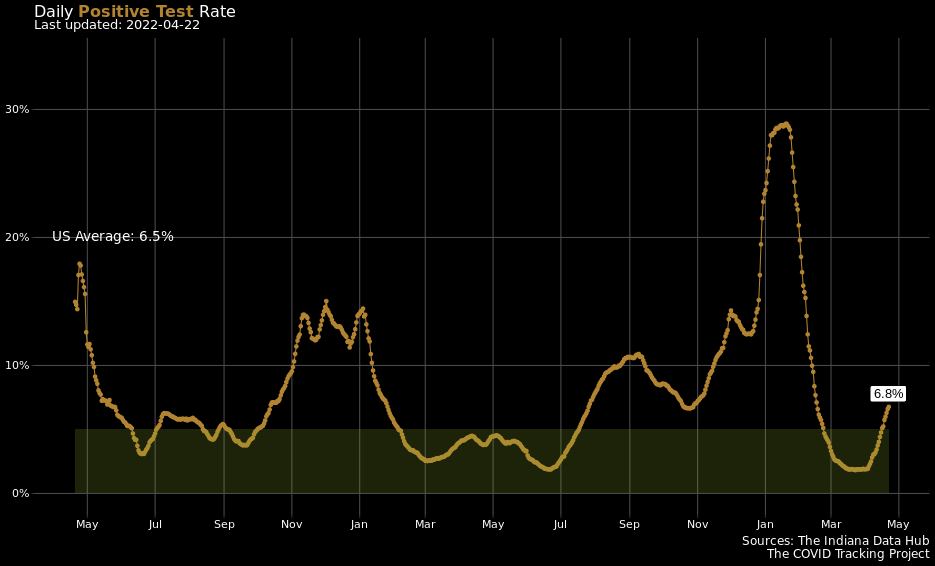 Daily Positive Test Rate
Last updated: 2022-04-22
30%
20%
US Average: 6.5%
10%
6.8%
0%
May Jul Sep Nov Jan Mar May Jul Sep Nov Jan Mar May
Sources: The Indiana Data Hub
The COVID Tracking Project